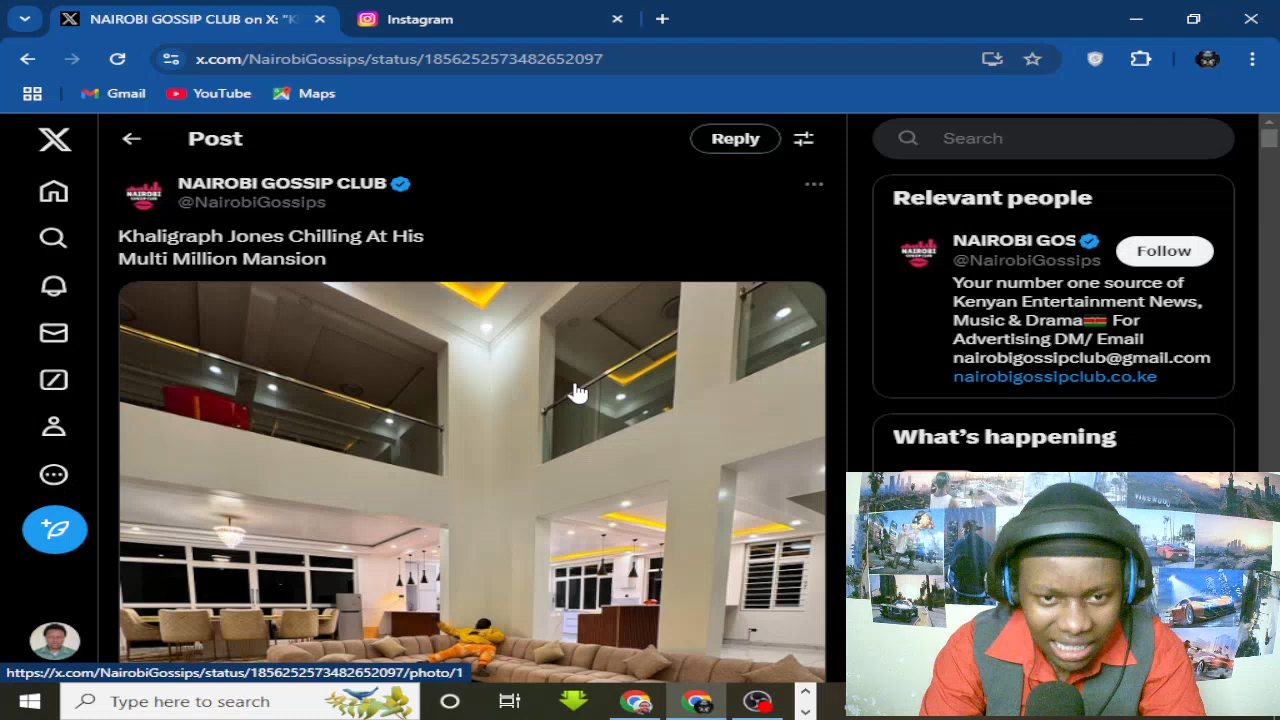 NAIROBI GOSSIP CLUB on X: "K
Instagram
x.com/NairobiGossips/status/1856252573482652097
Gmail
YouTube
Maps
Post
Reply
Search
NAIROBI GOSSIP CLUB
@NairobiGossips
Khaligraph Jones Chilling At His
Multi Million Mansion
Relevant people
NAIROBI GOS
@NairobiGossips
Follow
Your number one source of
Kenyan Entertainment News,
Music & Drama🇰🇪 For
Advertising DM/ Email
nairobigossipclub@gmail.com
nairobigossipclub.co.ke
What's happening
https://x.com/NairobiGossips/status/1856252573482652097/photo/1
Type here to search